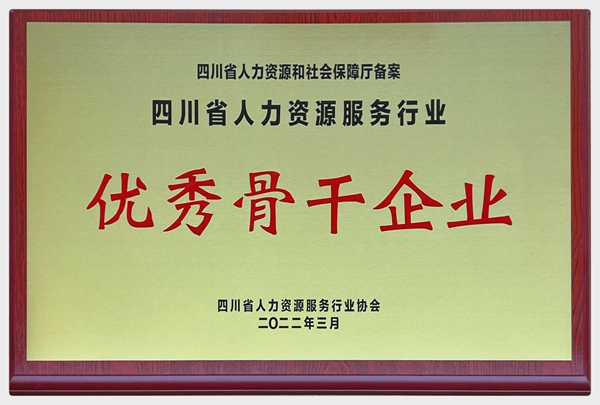 四川省人力资源和社会保障厅备案
四川省人力资源服务行业
优秀骨干企业
四川省人力资源服务行业协会
二〇二二年三月